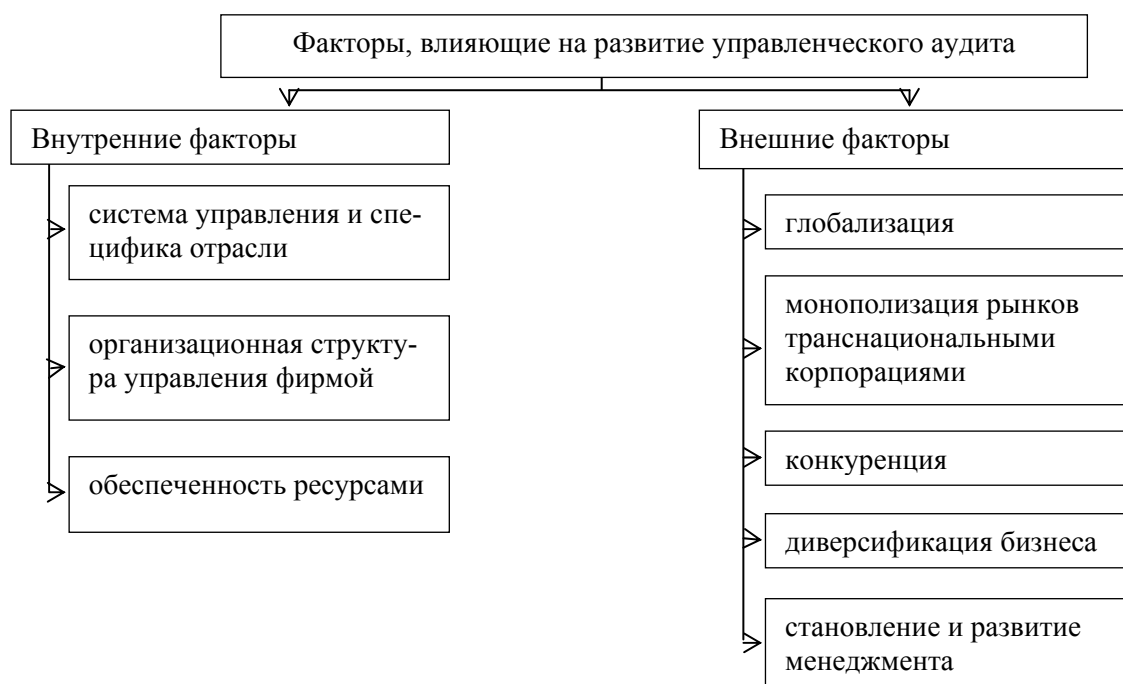 Факторы, влияющие на развитие управленческого аудита
Внутренние факторы
система управления и спе-
цифика отрасли
организационная структу-
ра управления фирмой
обеспеченность ресурсами
Внешние факторы
глобализация
монополизация рынков
транснациональными
корпорациями
конкуренция
диверсификация бизнеса
становление и развитие
менеджмента